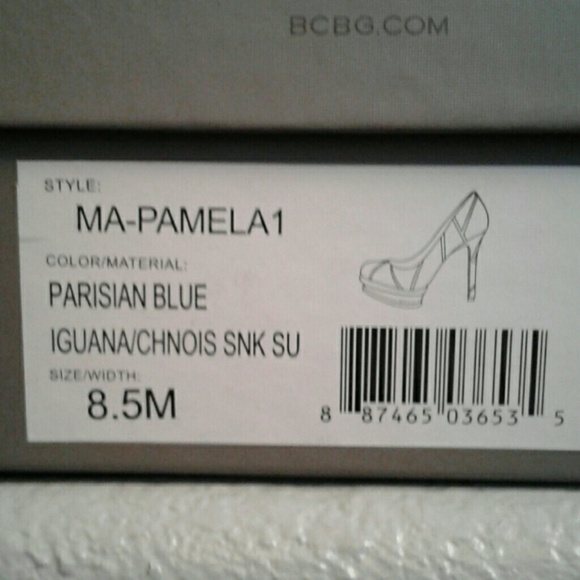 BCBG.COM
STYLE:
MA-PAMELA1
COLOR/MATERIAL:
PARISIAN BLUE
IGUANA/CHNOIS SNK SU
SIZE/WIDTH:
8.5M
8 87465 03653 5